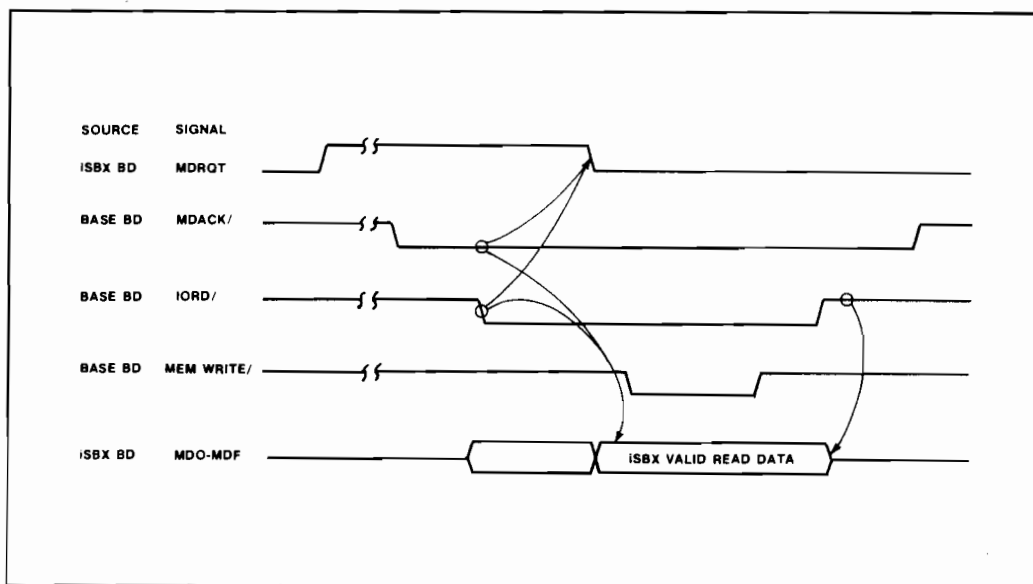 SOURCE SIGNAL
iSBX BD MDRQT
BASE BD MDACK/
BASE BD IORD/
BASE BD MEM WRITE/
iSBX BD MDO-MDF
iSBX VALID READ DATA